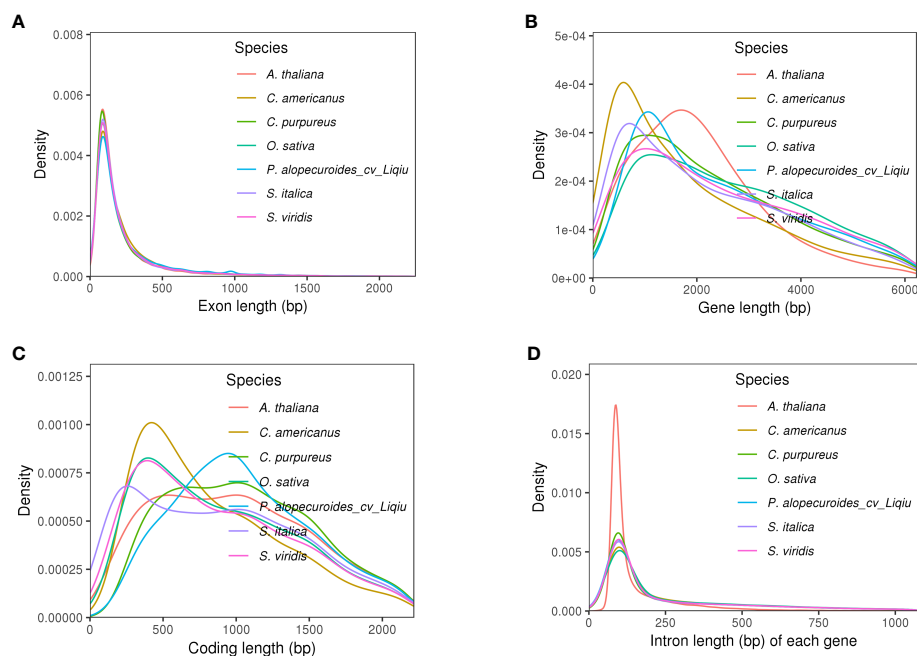 A
Density
0.008
0.006
0.004
0.002
0.000
0
500
1000
1500
2000
Exon length (bp)
Species
A. thaliana
C. americanus
C. purpureus
O. sativa
P. alopecuroides_cv_Liqiu
S. italica
S. viridis
B
Density
5e-04
4e-04
3e-04
2e-04
1e-04
0e+00
0
2000
4000
6000
Gene length (bp)
Species
A. thaliana
C. americanus
C. purpureus
O. sativa
P. alopecuroides_cv_Liqiu
S. italica
S. viridis
C
Density
0.00125
0.00100
0.00075
0.00050
0.00025
0.00000
0
500
1000
1500
2000
Coding length (bp)
Species
A. thaliana
C. americanus
C. purpureus
O. sativa
P. alopecuroides_cv_Liqiu
S. italica
S. viridis
D
Density
0.020
0.015
0.010
0.005
0.000
0
250
500
750
1000
Intron length (bp) of each gene
Species
A. thaliana
C. americanus
C. purpureus
O. sativa
P. alopecuroides_cv_Liqiu
S. italica
S. viridis